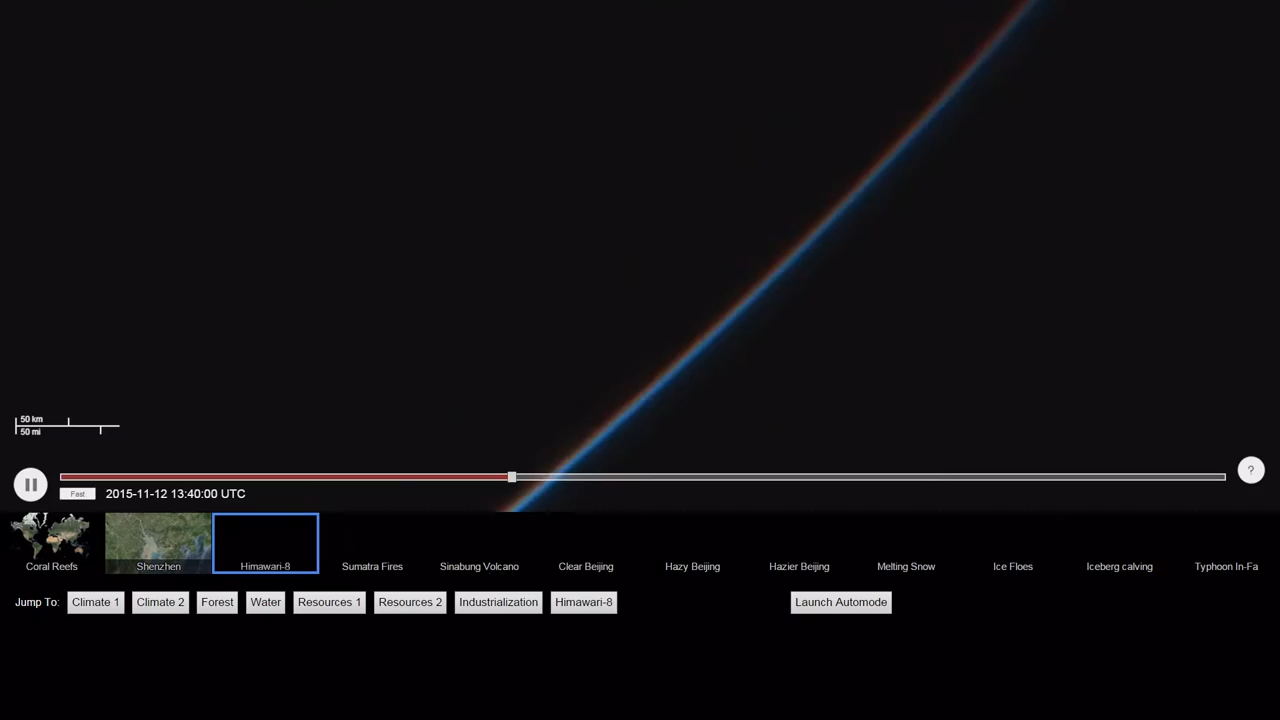 50 km
50 mi
?
Fast
2015-11-12 13:40:00 UTC
Coral Reefs
Shenzhen
Himawari-8
Sumatra Fires
Sinabung Volcano
Clear Beijing
Hazy Beijing
Hazier Beijing
Melting Snow
Ice Floes
Iceberg calving
Typhoon In-Fa
Jump To:
Climate 1
Climate 2
Forest
Water
Resources 1
Resources 2
Industrialization
Himawari-8
Launch Automode